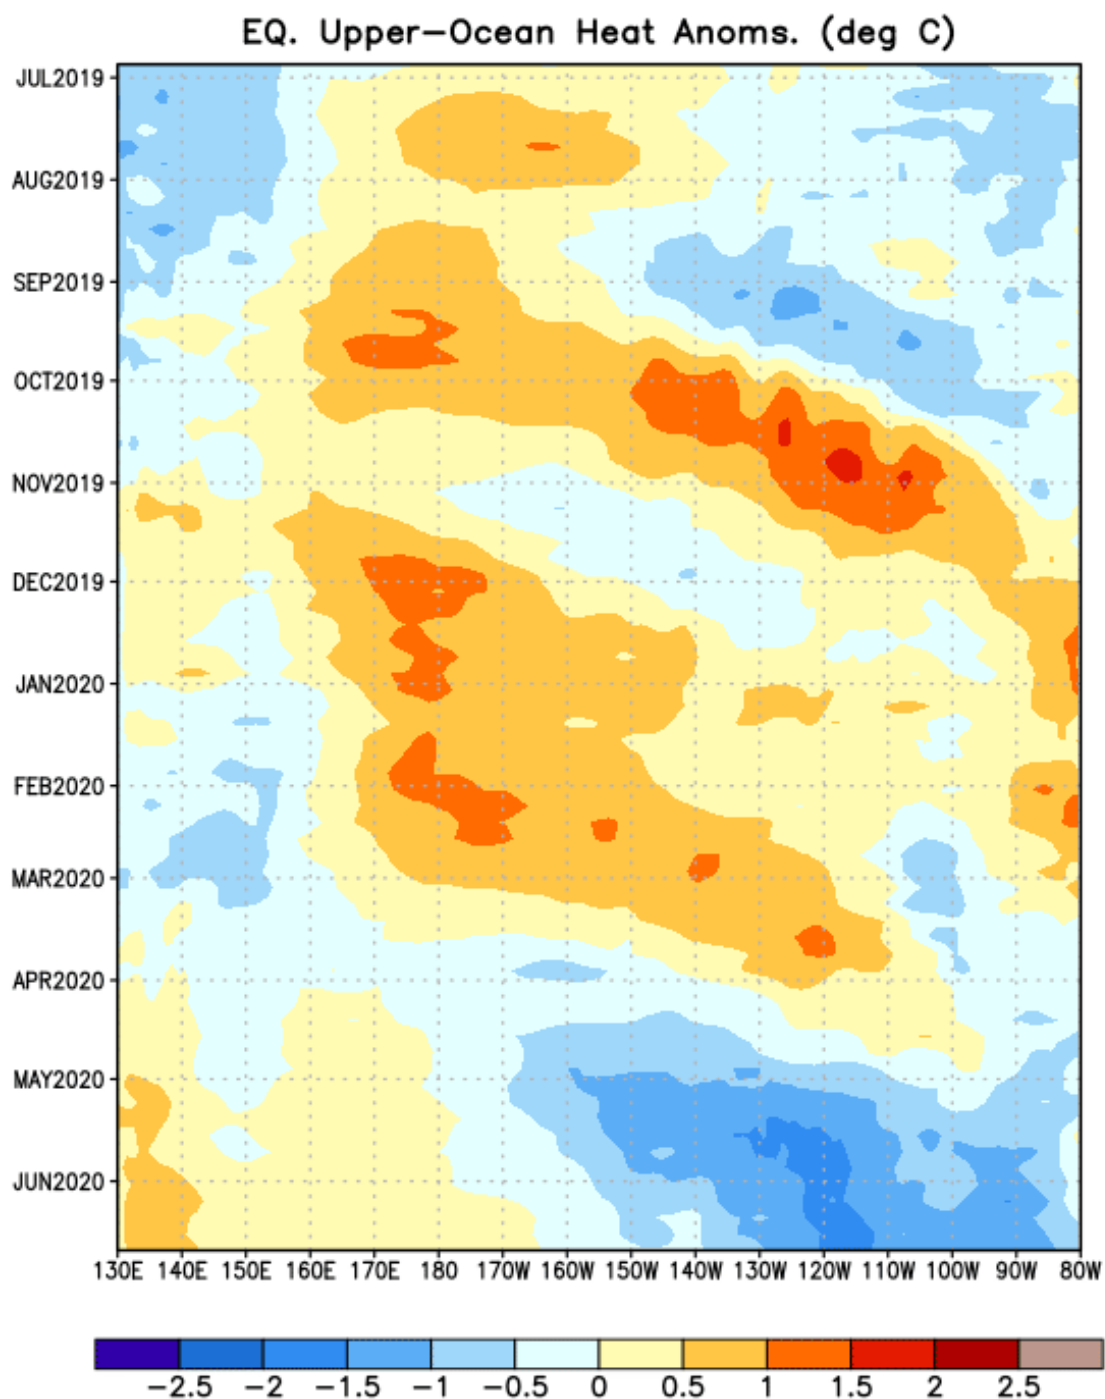 EQ. Upper-Ocean Heat Anoms. (deg C)
JUL2019
AUG2019
SEP2019
OCT2019
NOV2019
DEC2019
JAN2020
FEB2020
MAR2020
APR2020
MAY2020
JUN2020
130E 140E 150E 160E 170E 180 170W 160W 150W 140W 130W 120W 110W 100W 90W 80W
-2.5 -2 -1.5 -1 -0.5 0 0.5 1 1.5 2 2.5